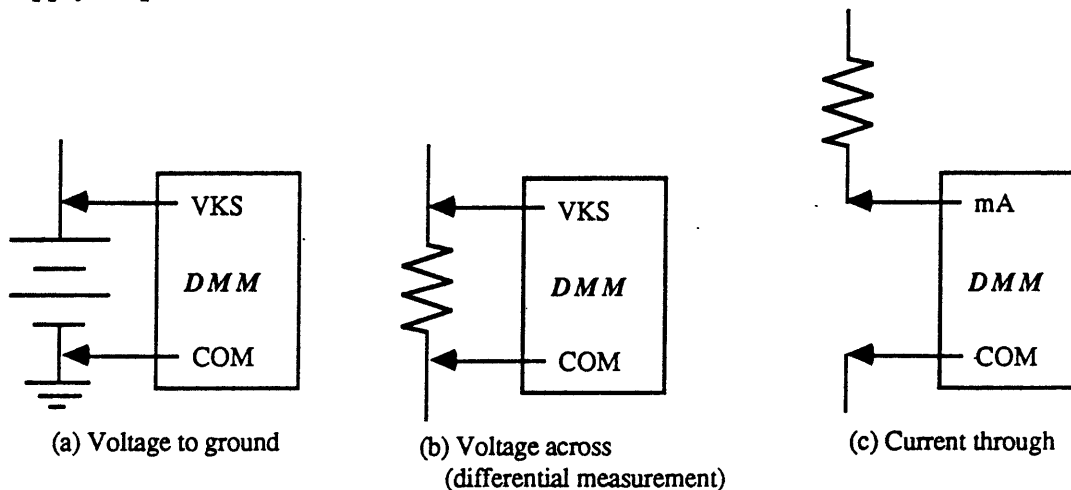 VKS
DMM
COM
(a) Voltage to ground
VKS
DMM
COM
(b) Voltage across
(differential measurement)
mA
DMM
COM
(c) Current through